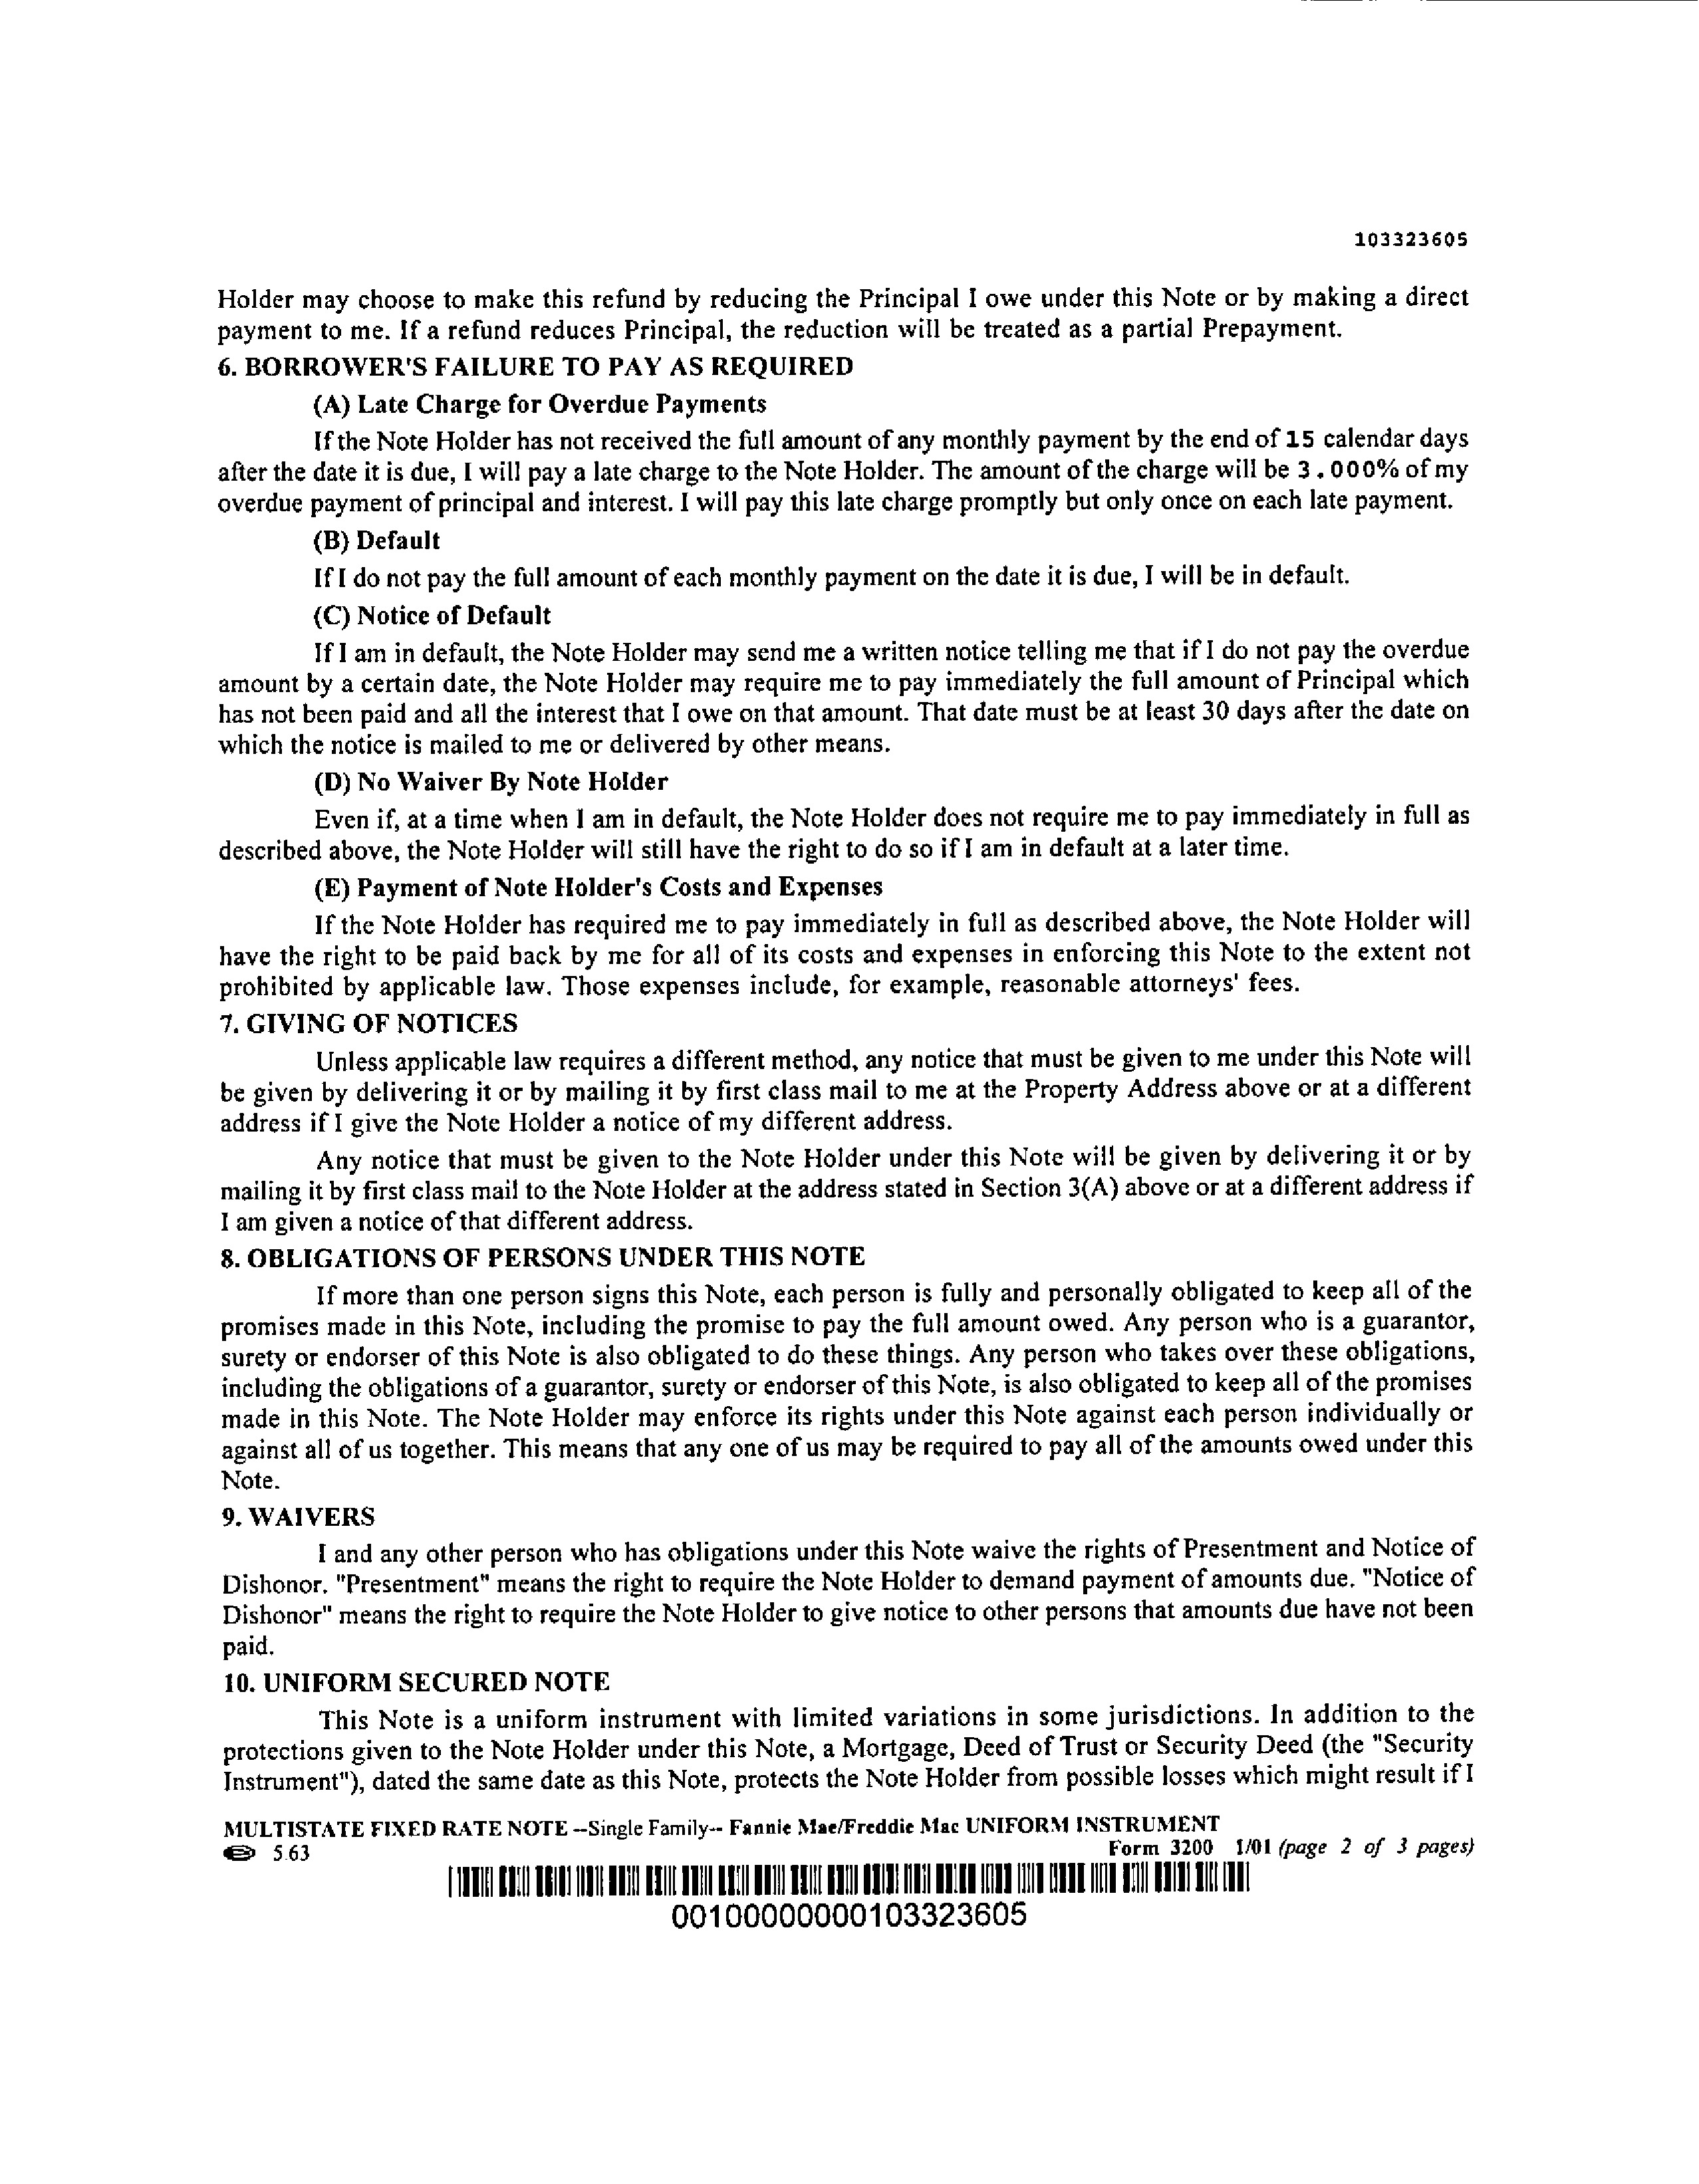 103323605
Holder may choose to make this refund by reducing the Principal I owe under this Note or by making a direct
payment to me. If a refund reduces Principal, the reduction will be treated as a partial Prepayment.
6. BORROWER'S FAILURE TO PAY AS REQUIRED
(A) Late Charge for Overdue Payments
If the Note Holder has not received the full amount of any monthly payment by the end of 15 calendar days
after the date it is due, I will pay a late charge to the Note Holder. The amount of the charge will be 3.000% of my
overdue payment of principal and interest. I will pay this late charge promptly but only once on each late payment.
(B) Default
If I do not pay the full amount of each monthly payment on the date it is due, I will be in default.
(C) Notice of Default
If I am in default, the Note Holder may send me a written notice telling me that if I do not pay the overdue
amount by a certain date, the Note Holder may require me to pay immediately the full amount of Principal which
has not been paid and all the interest that I owe on that amount. That date must be at least 30 days after the date on
which the notice is mailed to me or delivered by other means.
(D) No Waiver By Note Holder
Even if, at a time when I am in default, the Note Holder does not require me to pay immediately in full as
described above, the Note Holder will still have the right to do so if I am in default at a later time.
(E) Payment of Note Holder's Costs and Expenses
If the Note Holder has required me to pay immediately in full as described above, the Note Holder will
have the right to be paid back by me for all of its costs and expenses in enforcing this Note to the extent not
prohibited by applicable law. Those expenses include, for example, reasonable attorneys' fees.
7. GIVING OF NOTICES
Unless applicable law requires a different method, any notice that must be given to me under this Note will
be given by delivering it or by mailing it by first class mail to me at the Property Address above or at a different
address if I give the Note Holder a notice of my different address.
Any notice that must be given to the Note Holder under this Note will be given by delivering it or by
mailing it by first class mail to the Note Holder at the address stated in Section 3(A) above or at a different address if
I am given a notice of that different address.
8. OBLIGATIONS OF PERSONS UNDER THIS NOTE
If more than one person signs this Note, each person is fully and personally obligated to keep all of the
promises made in this Note, including the promise to pay the full amount owed. Any person who is a guarantor,
surety or endorser of this Note is also obligated to do these things. Any person who takes over these obligations,
including the obligations of a guarantor, surety or endorser of this Note, is also obligated to keep all of the promises
made in this Note. The Note Holder may enforce its rights under this Note against each person individually or
against all of us together. This means that any one of us may be required to pay all of the amounts owed under this
Note.
9. WAIVERS
I and any other person who has obligations under this Note waive the rights of Presentment and Notice of
Dishonor. "Presentment" means the right to require the Note Holder to demand payment of amounts due. "Notice of
Dishonor" means the right to require the Note Holder to give notice to other persons that amounts due have not been
paid.
10. UNIFORM SECURED NOTE
This Note is a uniform instrument with limited variations in some jurisdictions. In addition to the
protections given to the Note Holder under this Note, a Mortgage, Deed of Trust or Security Deed (the "Security
Instrument"), dated the same date as this Note, protects the Note Holder from possible losses which might result if I
MULTISTATE FIXED RATE NOTE --Single Family-- Fannie Mae/Freddie Mac UNIFORM INSTRUMENT
5.63 Form 3200 1/01 (page 2 of 3 pages)
00100000000103323605